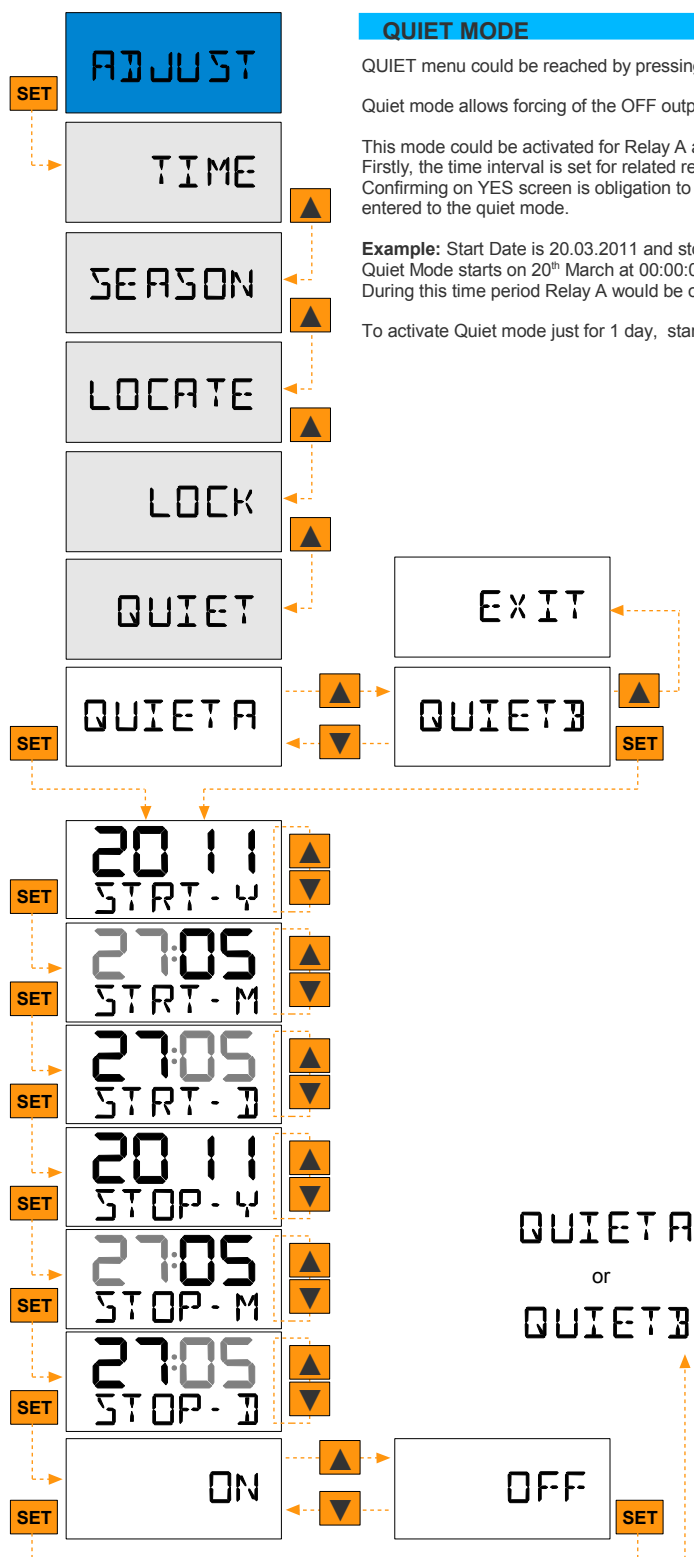 ADJUST
SET
TIME
SEASON
LOCATE
LOCK
QUIET
QUIET MODE
QUIET menu could be reached by pressing
Quiet mode allows forcing of the OFF outp
This mode could be activated for Relay A a
Firstly, the time interval is set for related re
Confirming on YES screen is obligation to
entered to the quiet mode.
Example: Start Date is 20.03.2011 and sto
Quiet Mode starts on 20th March at 00:00:0
During this time period Relay A would be o
To activate Quiet mode just for 1 day, star
EXIT
QUIETA
QUIETB
SET
SET
2011
STRT-Y
SET
27:05
STRT-M
SET
27:05
STRT-D
SET
2011
STOP-Y
SET
27:05
STOP-M
SET
27:05
STOP-D
SET
QUIETA
or
QUIETB
ON
OFF
SET
SET